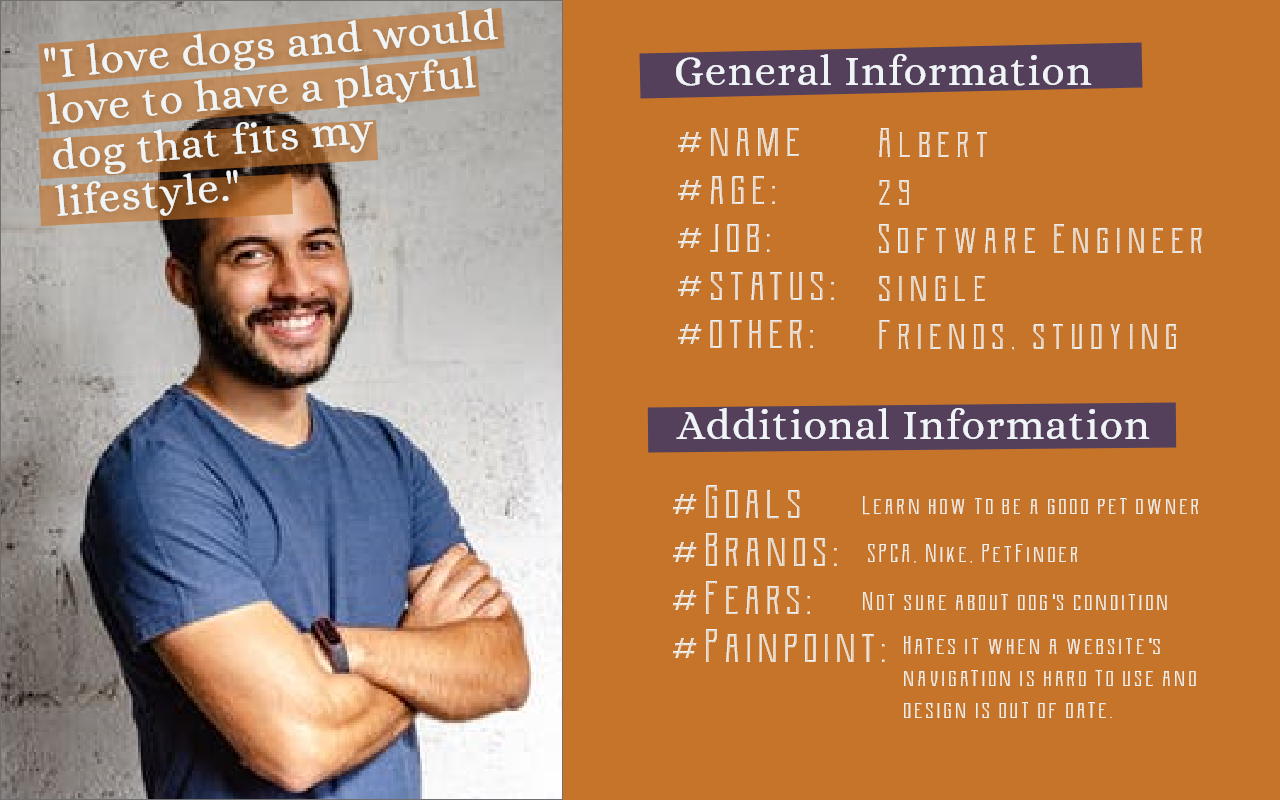 "I love dogs and would
love to have a playful
dog that fits my
lifestyle."
General Information
#Name Albert
#Age: 29
#Job: Software Engineer
#Status: single
#Other: Friends, studying
Additional Information
#Goals Learn how to be a good pet owner
#Brands: SPCA, Nike, PetFinder
#Fears: Not sure about dog's condition
#Painpoint: Hates it when a website's
navigation is hard to use and
design is out of date.